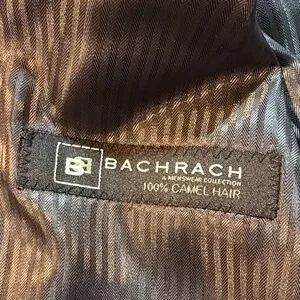 BACHRACH
A MENSWEAR COLLECTION
100% CAMEL HAIR